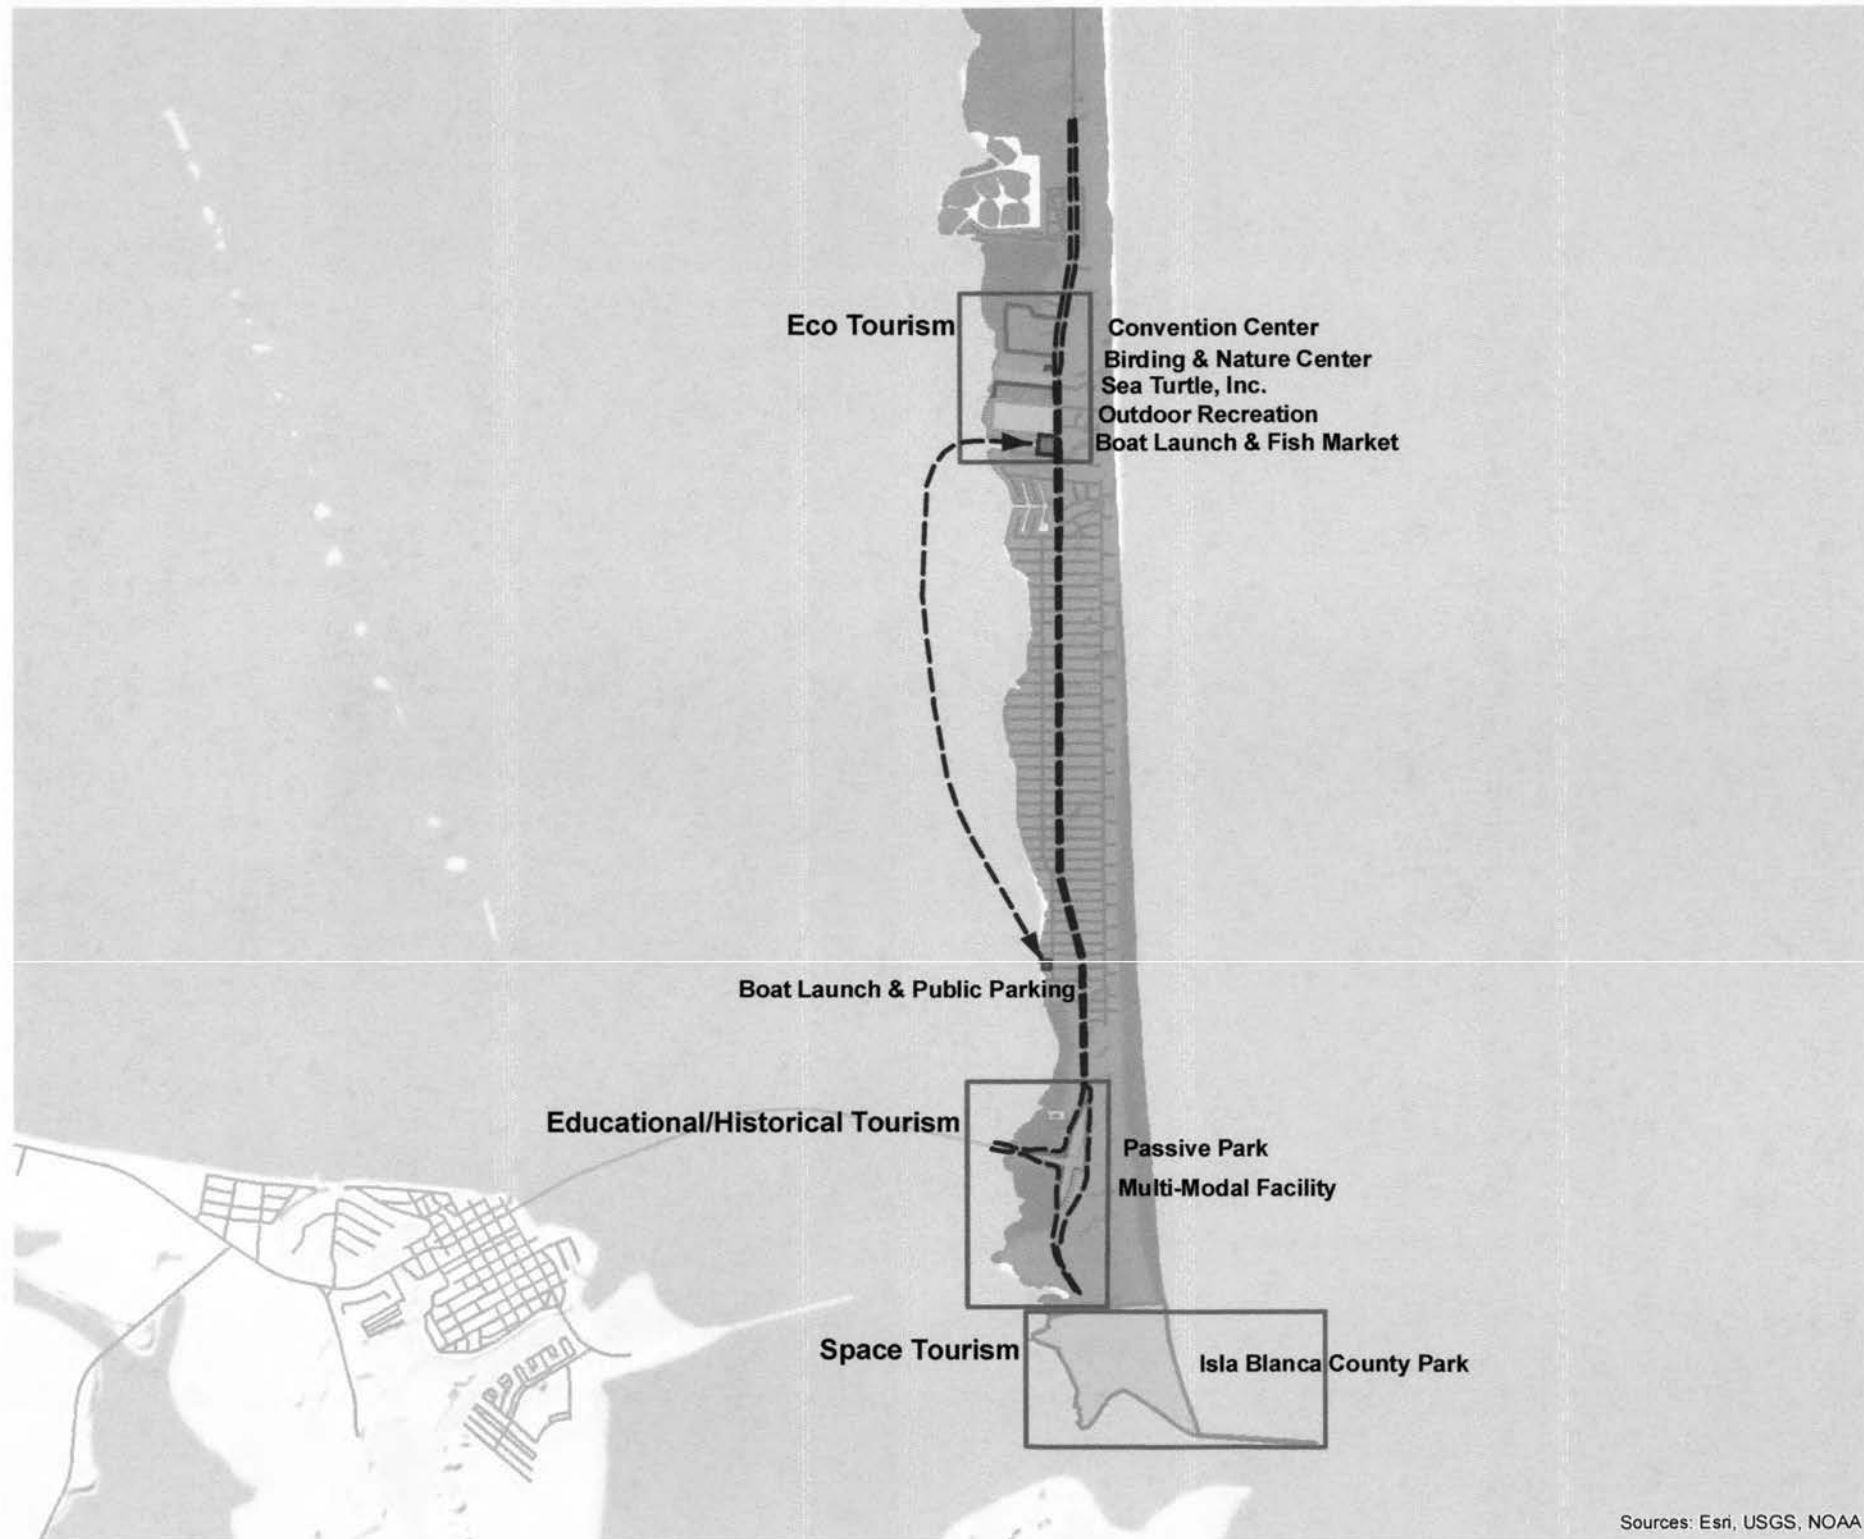 Eco Tourism
Convention Center
Birding & Nature Center
Sea Turtle, Inc.
Outdoor Recreation
Boat Launch & Fish Market
Boat Launch & Public Parking
Educational/Historical Tourism
Passive Park
Multi-Modal Facility
Space Tourism
Isla Blanca County Park
Sources: Esri, USGS, NOAA